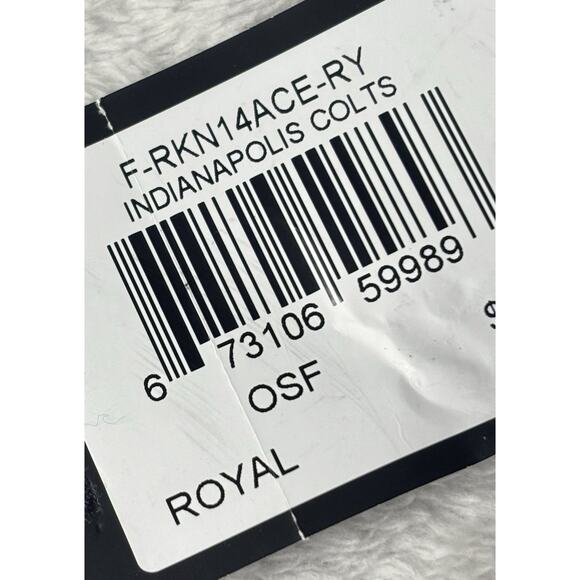 F-RKN14ACE-RY
INDIANAPOLIS COLTS
6 73106 59989
OSF
$
ROYAL